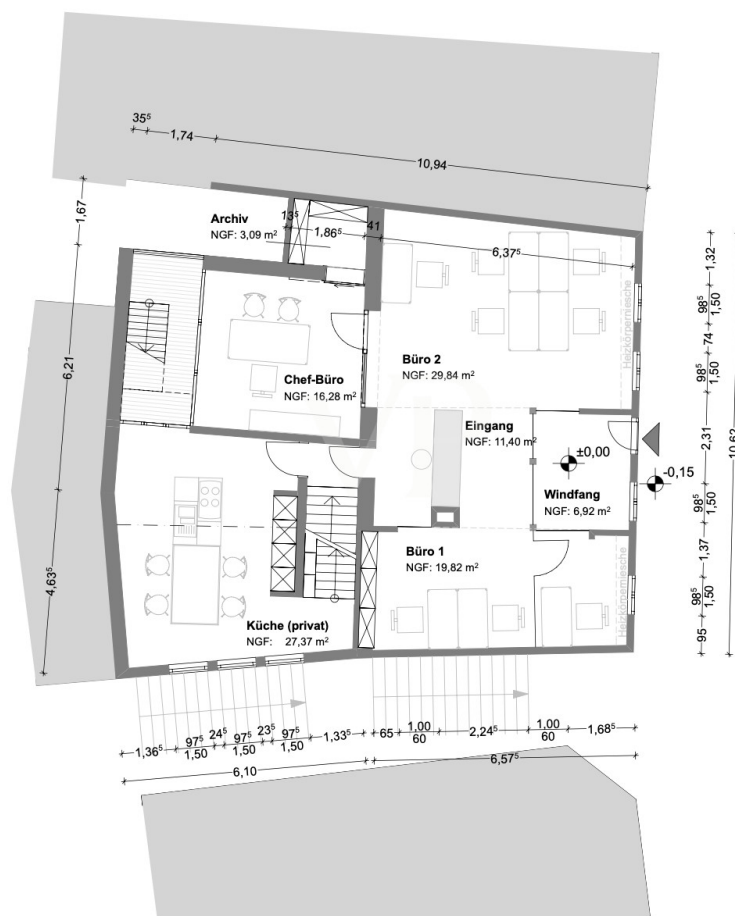 35⁵
1,74
10,94
1,67
Archiv
NGF: 3,09 m²
13⁵
1,86⁵
41
6,37⁵
1,32
98⁵
1,50
74
98⁵
1,50
Heizkörperniesche
6,21
Chef-Büro
NGF: 16,28 m²
Büro 2
NGF: 29,84 m²
Eingang
NGF: 11,40 m²
±0,00
-0,15
2,31
10,62
Windfang
NGF: 6,92 m²
98⁵
1,50
Büro 1
NGF: 19,82 m²
1,37
Heizkörperniesche
98⁵
1,50
4,63⁵
Küche (privat)
NGF: 27,37 m²
95
1,36⁵
97⁵
1,50
24⁵
97⁵
1,50
23⁵
97⁵
1,50
1,33⁵
65
1,00
60
2,24⁵
1,00
60
1,68⁵
6,10
6,57⁵